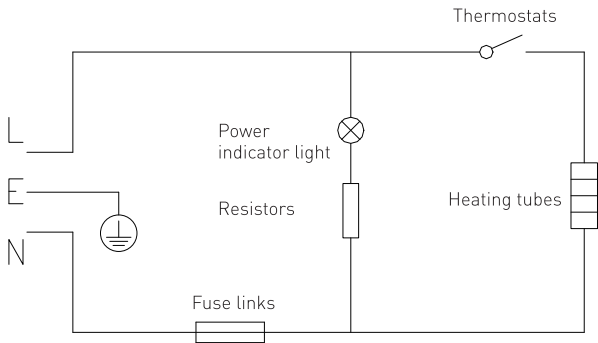 Thermostats
L
Power
indicator light
E
Resistors
Heating tubes
N
Fuse links